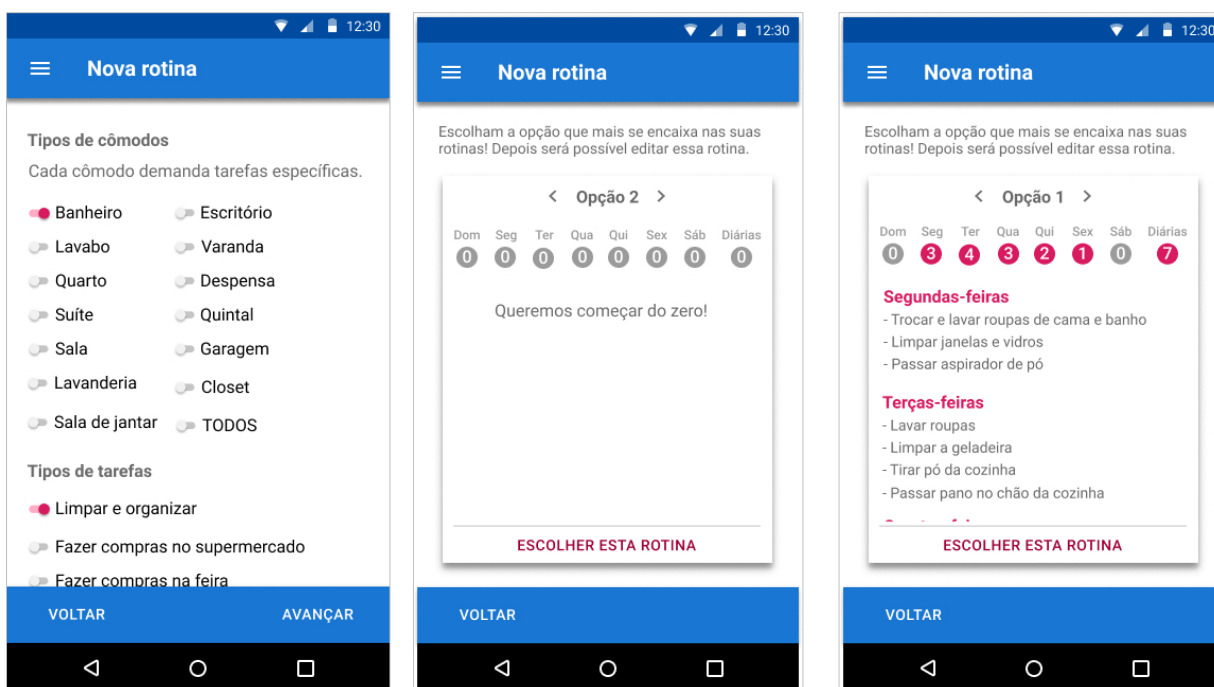 12:30
Nova rotina
Tipos de cômodos
Cada cômodo demanda tarefas específicas.
Banheiro Escritório
Lavabo Varanda
Quarto Despensa
Suíte Quintal
Sala Garagem
Lavanderia Closet
Sala de jantar TODOS
Tipos de tarefas
Limpar e organizar
Fazer compras no supermercado
Fazer compras na feira
VOLTAR AVANÇAR
12:30
Nova rotina
Escolham a opção que mais se encaixa nas suas
rotinas! Depois será possível editar essa rotina.
< Opção 2 >
Dom Seg Ter Qua Qui Sex Sáb Diárias
0 0 0 0 0 0 0 0
Queremos começar do zero!
ESCOLHER ESTA ROTINA
VOLTAR
12:30
Nova rotina
Escolham a opção que mais se encaixa nas suas
rotinas! Depois será possível editar essa rotina.
< Opção 1 >
Dom Seg Ter Qua Qui Sex Sáb Diárias
0 3 4 3 2 1 0 7
Segundas-feiras
- Trocar e lavar roupas de cama e banho
- Limpar janelas e vidros
- Passar aspirador de pó
Terças-feiras
- Lavar roupas
- Limpar a geladeira
- Tirar pó da cozinha
- Passar pano no chão da cozinha
ESCOLHER ESTA ROTINA
VOLTAR